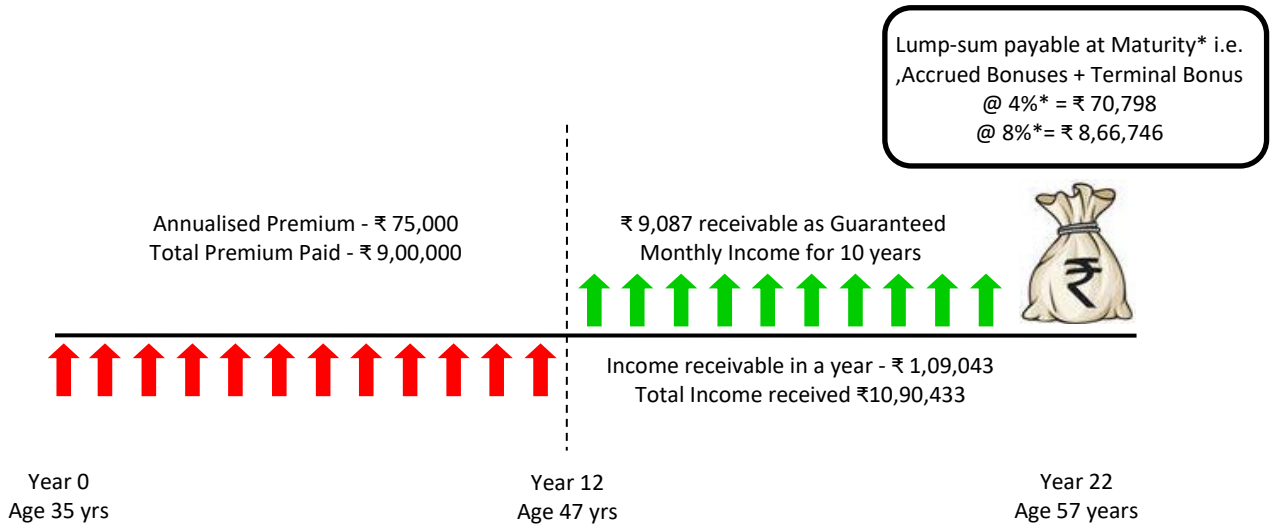 Lump-sum payable at Maturity* i.e.
,Accrued Bonuses + Terminal Bonus
@ 4%* = ₹ 70,798
@ 8%*= ₹ 8,66,746
Annualised Premium - ₹ 75,000
Total Premium Paid - ₹ 9,00,000
₹ 9,087 receivable as Guaranteed
Monthly Income for 10 years
₹
Income receivable in a year - ₹ 1,09,043
Total Income received ₹10,90,433
Year 0
Age 35 yrs
Year 12
Age 47 yrs
Year 22
Age 57 years